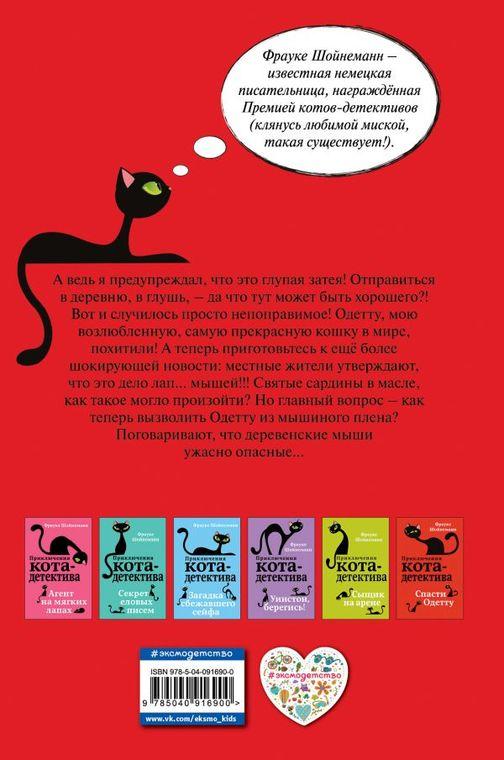 Фрауке Шойнеманн –
известная немецкая
писательница, награждённая
Премией котов-детективов
(клянусь любимой миской,
такая существует!).
А ведь я предупреждал, что это глупая затея! Отправиться
в деревню, в глушь, – да что тут может быть хорошего?!
Вот и случилось просто непоправимое! Одетту, мою
возлюбленную, самую прекрасную кошку в мире,
похитили! А теперь приготовьтесь к ещё более
шокирующей новости: местные жители утверждают,
что это дело лап... мышей!!! Святые сардины в масле,
как такое могло произойти? Но главный вопрос – как
теперь вызволить Одетту из мышиного плена?
Поговаривают, что деревенские мыши
ужасно опасные...
Фрауке Шойнеманн
Приключения
кота-
детектива
Агент
на мягких
лапах
Фрауке Шойнеманн
Приключения
кота-
детектива
Секрет
еловых
писем
Фрауке Шойнеманн
Приключения
кота-
детектива
Загадка
сбежавшего
сейфа
Фрауке
Шойнеманн
Приключения
кота-
детектива
Уинстон,
берегись!
Фрауке
Шойнеманн
Приключения
кота-
детектива
Сыщик
на арене
Фрауке
Шойнеманн
Приключения
кота-
детектива
Спасти
Одетту
#эксмодетство
ISBN 978-5-04-091690-0
9 785040 916900 >
www.vk.com/eksmo_kids
#эксмодетство